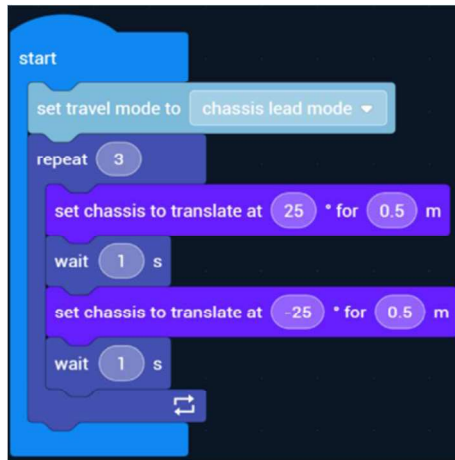 start
set travel mode to chassis lead mode
repeat 3
set chassis to translate at 25 ° for 0.5 m
wait 1 s
set chassis to translate at -25 ° for 0.5 m
wait 1 s